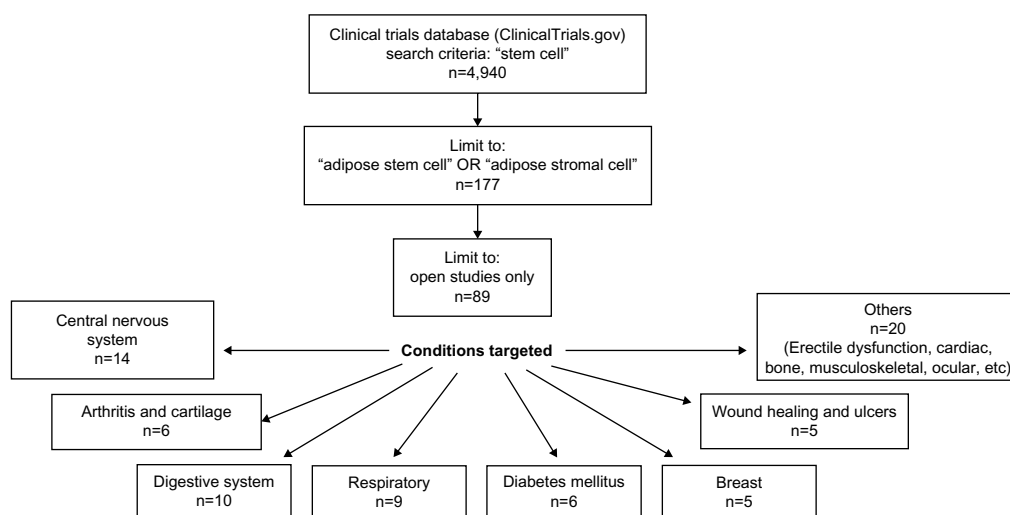 Clinical trials database (ClinicalTrials.gov)
search criteria: “stem cell”
n=4,940
Limit to:
“adipose stem cell” OR “adipose stromal cell”
n=177
Limit to:
open studies only
n=89
Central nervous
system
n=14
Conditions targeted
Others
n=20
(Erectile dysfunction, cardiac,
bone, musculoskeletal, ocular, etc)
Arthritis and cartilage
n=6
Wound healing and ulcers
n=5
Digestive system
n=10
Respiratory
n=9
Diabetes mellitus
n=6
Breast
n=5